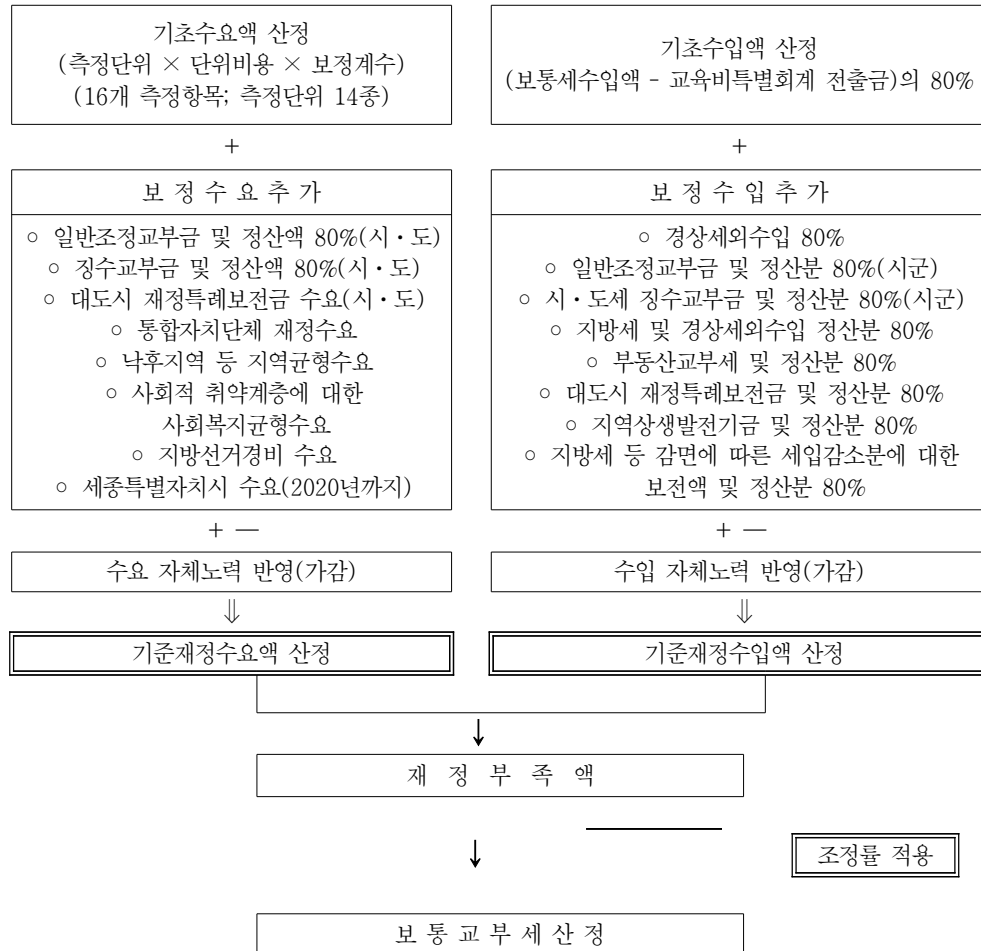 기초수요액 산정
(측정단위 × 단위비용 × 보정계수)
(16개 측정항목; 측정단위 14종)
+
보 정 수 요 추 가
○ 일반조정교부금 및 정산액 80%(시・도)
○ 징수교부금 및 정산액 80%(시・도)
○ 대도시 재정특례보전금 수요(시・도)
○ 통합자치단체 재정수요
○ 낙후지역 등 지역균형수요
○ 사회적 취약계층에 대한
사회복지균형수요
○ 지방선거경비 수요
○ 세종특별자치시 수요(2020년까지)
+ ―
수요 자체노력 반영(가감)
⇓
기준재정수요액 산정
기초수입액 산정
(보통세수입액 - 교육비특별회계 전출금)의 80%
+
보 정 수 입 추 가
○ 경상세외수입 80%
○ 일반조정교부금 및 정산분 80%(시군)
○ 시・도세 징수교부금 및 정산분 80%(시군)
○ 지방세 및 경상세외수입 정산분 80%
○ 부동산교부세 및 정산분 80%
○ 대도시 재정특례보전금 및 정산분 80%
○ 지역상생발전기금 및 정산분 80%
○ 지방세 등 감면에 따른 세입감소분에 대한
보전액 및 정산분 80%
+ ―
수입 자체노력 반영(가감)
⇓
기준재정수입액 산정
↓
재 정 부 족 액
↓
조정률 적용
보 통 교 부 세 산 정